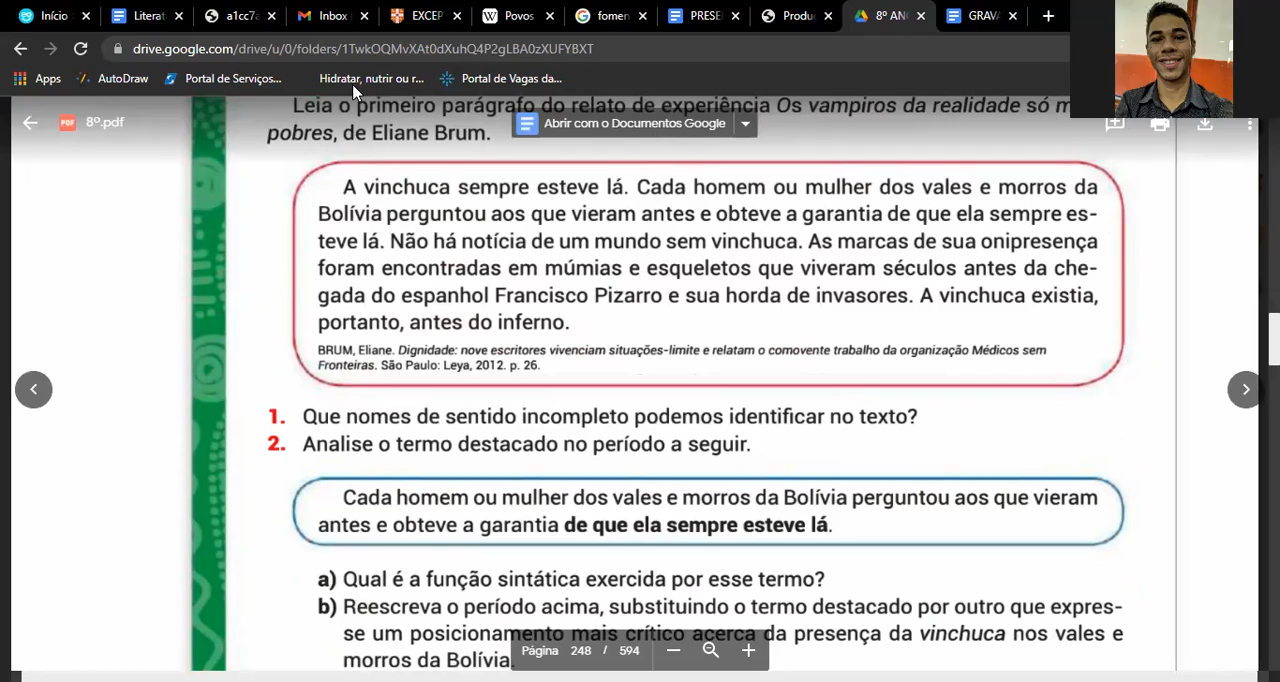 Início
Literat
a1cc7a
Inbox (
EXCEP
Povos
fomen
PRESE
Produ
8º AN
GRAVA
drive.google.com/drive/u/0/folders/1TwkOQMvXAt0dXuhQ4P2gLBA0zXUFYBXT
Apps
AutoDraw
Portal de Serviços...
Hidratar, nutrir ou r...
Portal de Vagas da...
Leia o primeiro parágrafo do relato de experiência Os vampiros da realidade só m
pobres, de Eliane Brum.
8º.pdf
Abrir com o Documentos Google
A vinchuca sempre esteve lá. Cada homem ou mulher dos vales e morros da
Bolívia perguntou aos que vieram antes e obteve a garantia de que ela sempre es-
teve lá. Não há notícia de um mundo sem vinchuca. As marcas de sua onipresença
foram encontradas em múmias e esqueletos que viveram séculos antes da che-
gada do espanhol Francisco Pizarro e sua horda de invasores. A vinchuca existia,
portanto, antes do inferno.
BRUM, Eliane. Dignidade: nove escritores vivenciam situações-limite e relatam o comovente trabalho da organização Médicos sem
Fronteiras. São Paulo: Leya, 2012. p. 26.
1. Que nomes de sentido incompleto podemos identificar no texto?
2. Analise o termo destacado no período a seguir.
Cada homem ou mulher dos vales e morros da Bolívia perguntou aos que vieram
antes e obteve a garantia de que ela sempre esteve lá.
a) Qual é a função sintática exercida por esse termo?
b) Reescreva o período acima, substituindo o termo destacado por outro que expres-
se um posicionamento mais crítico acerca da presença da vinchuca nos vales e
morros da Bolívia.
Página 248 / 594